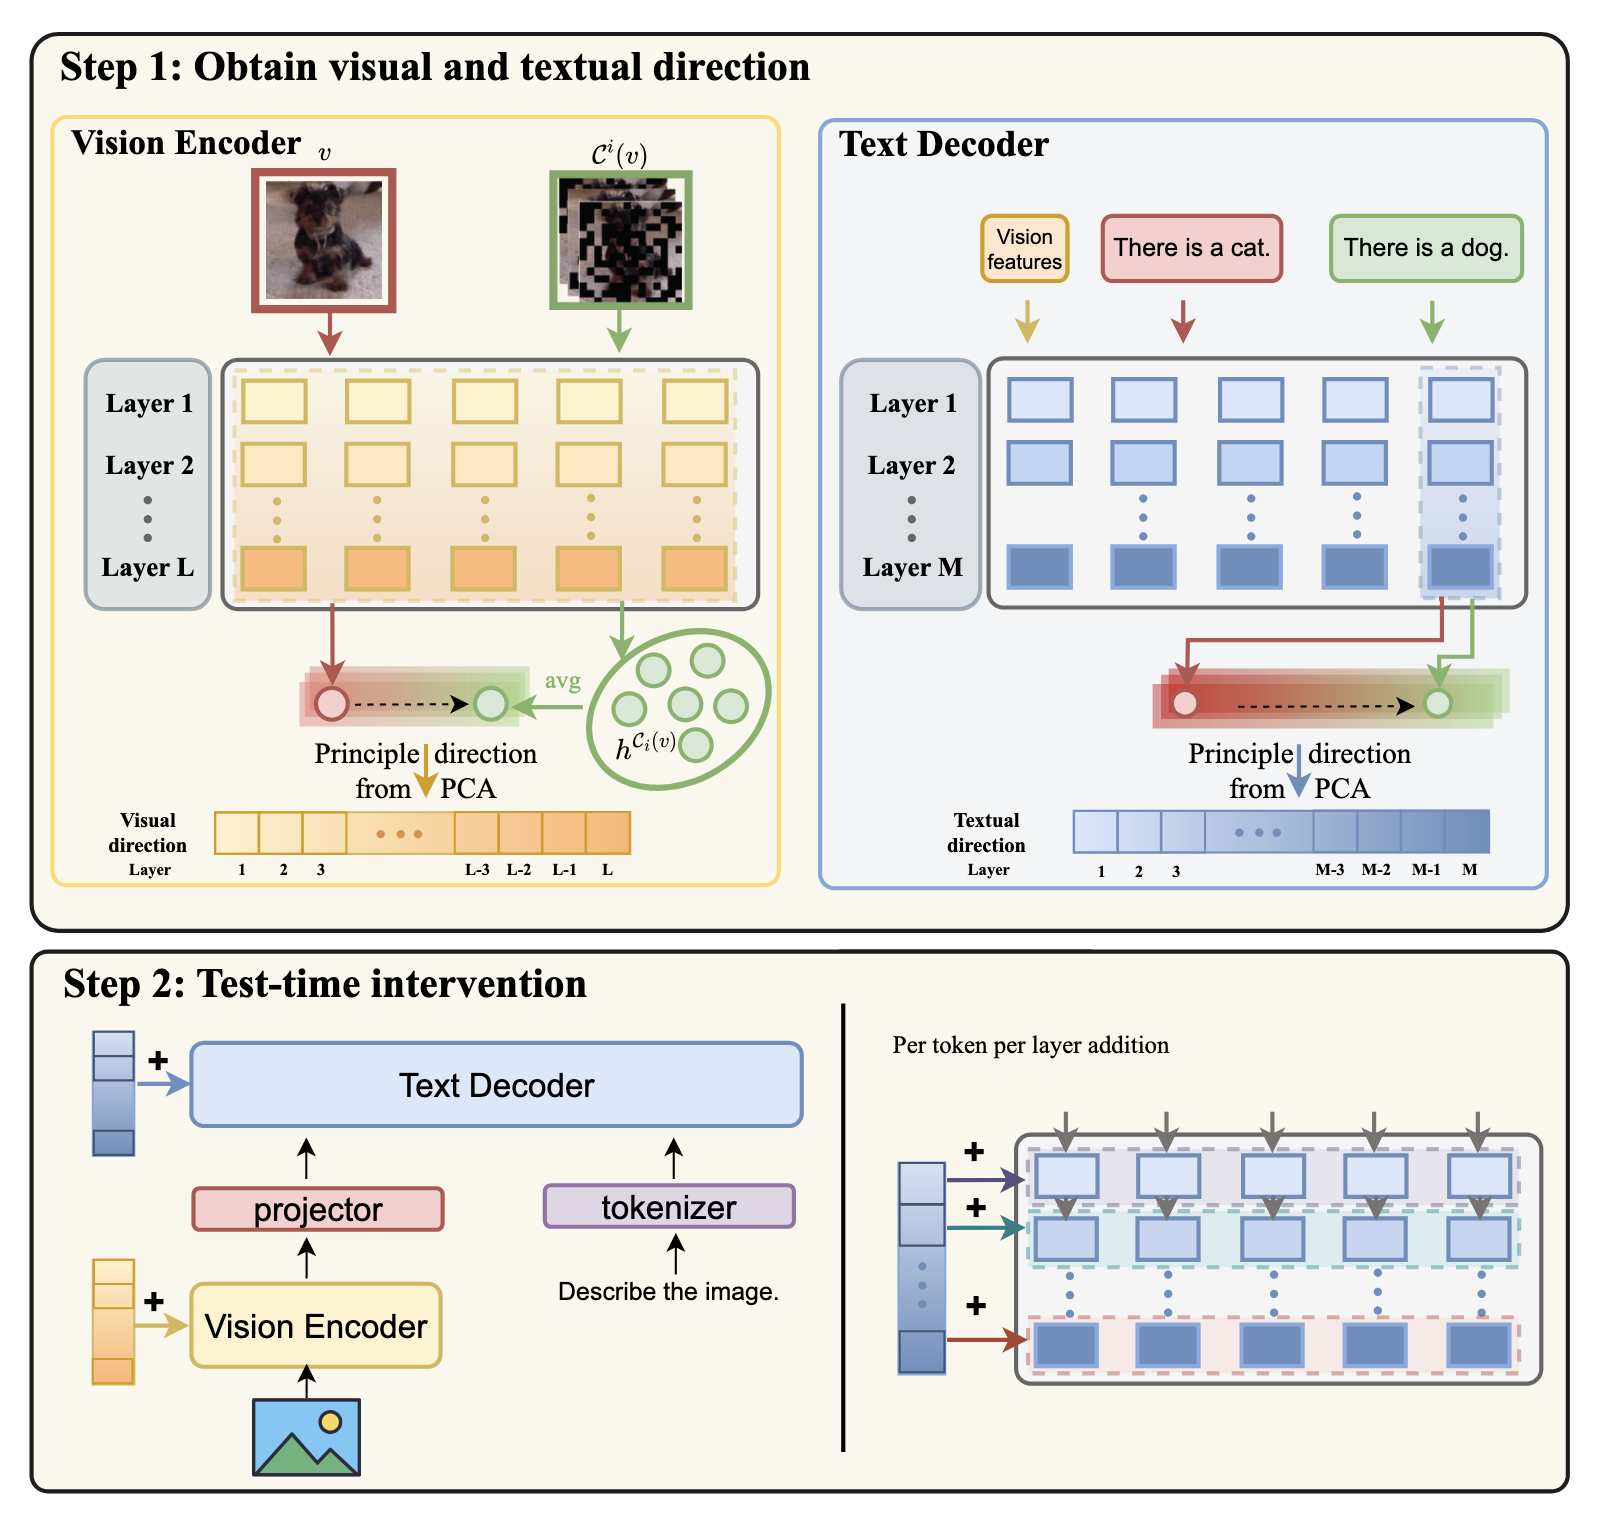 Step 1: Obtain visual and textual direction
Vision Encoder
v
𝒞ⁱ(v)
Layer 1
Layer 2
Layer L
avg
h^{𝒞_i(v)}
Principle direction
from PCA
Visual
direction
Layer 1 2 3 L-3 L-2 L-1 L
Text Decoder
Vision
features
There is a cat.
There is a dog.
Layer 1
Layer 2
Layer M
Principle direction
from PCA
Textual
direction
Layer 1 2 3 M-3 M-2 M-1 M
Step 2: Test-time intervention
+
Text Decoder
projector
tokenizer
+
Vision Encoder
Describe the image.
Per token per layer addition
+
+
+